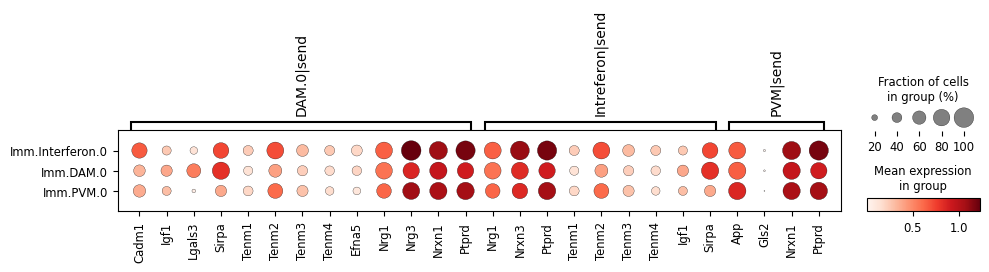 DAM.0|send
Intreferon|send
PVM|send
Imm.Interferon.0
Imm.DAM.0
Imm.PVM.0
Cadm1 Igf1 Lgals3 Sirpa Tenm1 Tenm2 Tenm3 Tenm4 Efna5 Nrg1 Nrg3 Nrxn1 Ptprd Nrg1 Nrxn3 Ptprd Tenm1 Tenm2 Tenm3 Tenm4 Igf1 Sirpa App Gls2 Nrxn1 Ptprd
Fraction of cells
in group (%)
20 40 60 80 100
Mean expression
in group
0.5 1.0